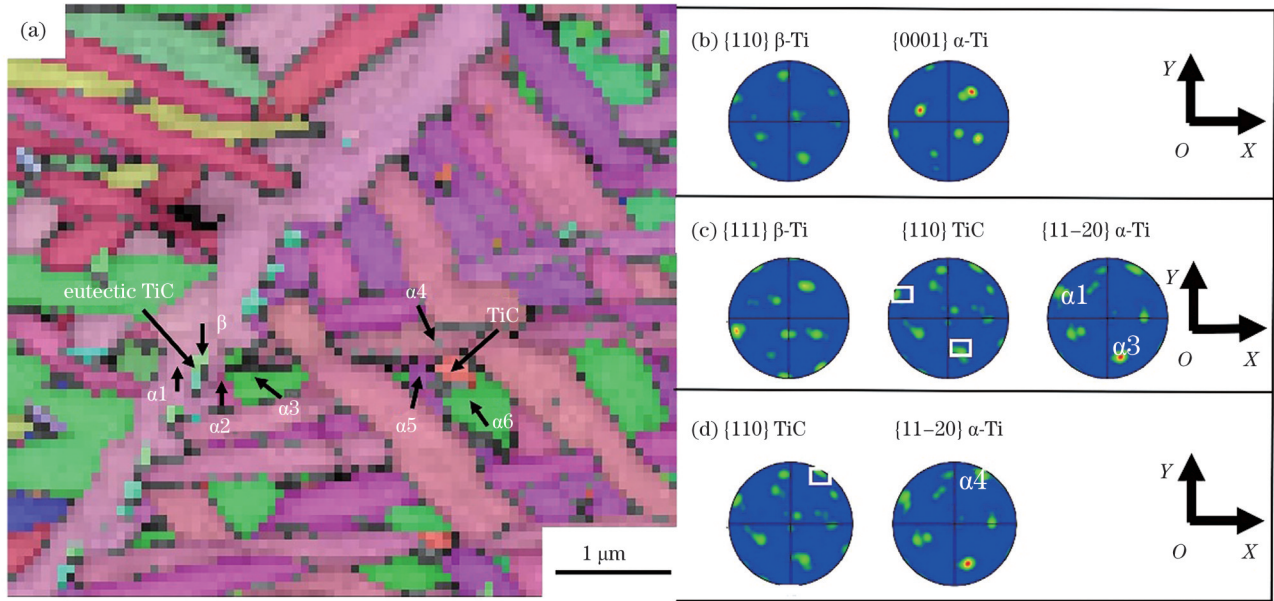 (a)
eutectic TiC
β
α1
α2
α3
α4
TiC
α5
α6
1 μm
(b) {110} β-Ti {0001} α-Ti
Y
O X
(c) {111} β-Ti {110} TiC {11-20} α-Ti
α1
α3
Y
O X
(d) {110} TiC {11-20} α-Ti
α4
Y
O X